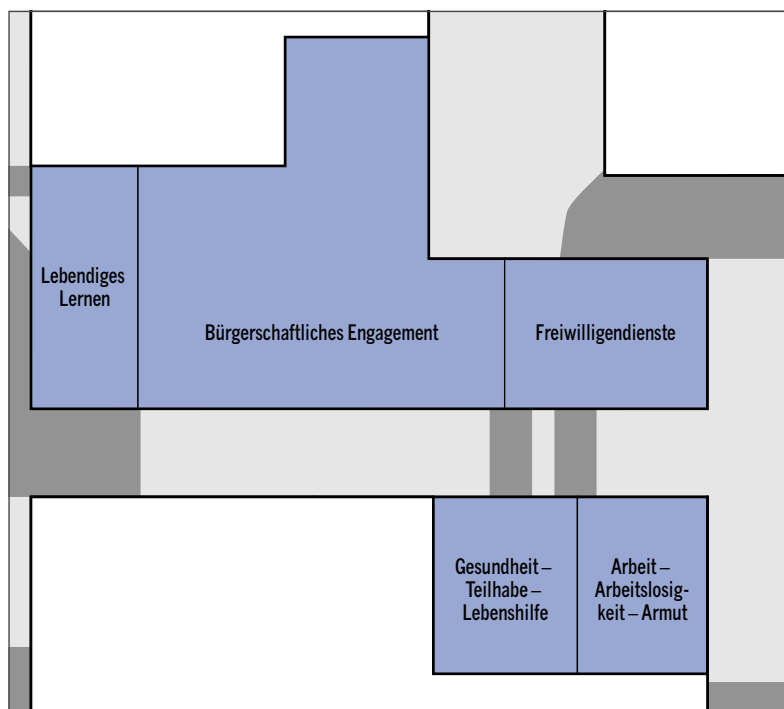 Lebendiges
Lernen
Bürgerschaftliches Engagement
Freiwilligendienste
Gesundheit –
Teilhabe –
Lebenshilfe
Arbeit –
Arbeitslosig-
keit – Armut